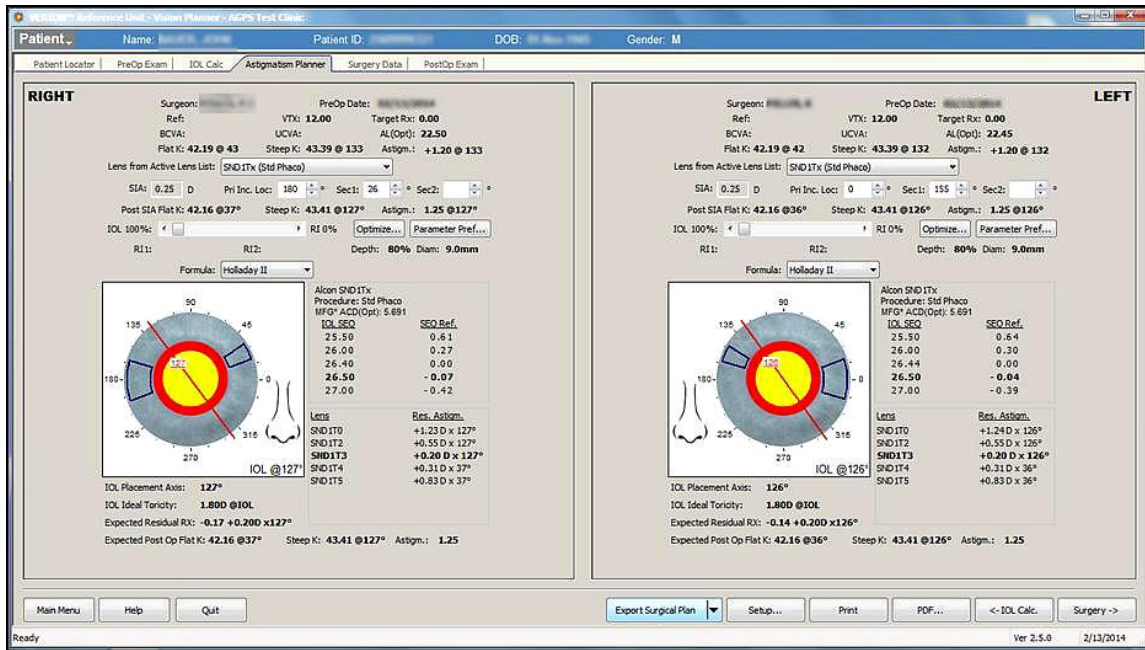 VERION™ Reference Unit - Vision Planner - AGPS Test Clinic
Patient Name: Patient ID: DOB: Gender: M
Patient Locator PreOp Exam IOL Calc Astigmatism Planner Surgery Data PostOp Exam
RIGHT
Surgeon: PreOp Date:
Ref: VTX: 12.00 Target Rx: 0.00
BCVA: UCVA: AL(Opt): 22.50
Flat K: 42.19 @ 43 Steep K: 43.39 @ 133 Astigm.: +1.20 @ 133
Lens from Active Lens List: SND1Tx (Std Phaco)
SIA: 0.25 D Pri Inc. Loc: 180 ° Sec1: 26 ° Sec2: °
Post SIA Flat K: 42.16 @37° Steep K: 43.41 @127° Astigm.: 1.25 @127°
IOL 100%: RI 0% Optimize... Parameter Pref...
RI1: RI2: Depth: 80% Diam: 9.0mm
Formula: Holladay II
90
135 45
127
180 0
225 315
270
IOL @127°
Alcon SND1Tx
Procedure: Std Phaco
MFG* ACD(Opt): 5.691
IOL SEQ SEQ Ref.
25.50 0.61
26.00 0.27
26.40 0.00
26.50 -0.07
27.00 -0.42
Lens Res. Astigm.
SND1T0 +1.23 D x 127°
SND1T2 +0.55 D x 127°
SND1T3 +0.20 D x 127°
SND1T4 +0.31 D x 37°
SND1T5 +0.83 D x 37°
IOL Placement Axis: 127°
IOL Ideal Toricity: 1.80D @IOL
Expected Residual RX: -0.17 +0.20D x127°
Expected Post Op Flat K: 42.16 @37° Steep K: 43.41 @127° Astigm.: 1.25
LEFT
Surgeon: PreOp Date:
Ref: VTX: 12.00 Target Rx: 0.00
BCVA: UCVA: AL(Opt): 22.45
Flat K: 42.19 @ 42 Steep K: 43.39 @ 132 Astigm.: +1.20 @ 132
Lens from Active Lens List: SND1Tx (Std Phaco)
SIA: 0.25 D Pri Inc. Loc: 0 ° Sec1: 155 ° Sec2: °
Post SIA Flat K: 42.16 @36° Steep K: 43.41 @126° Astigm.: 1.25 @126°
IOL 100%: RI 0% Optimize... Parameter Pref...
RI1: RI2: Depth: 80% Diam: 9.0mm
Formula: Holladay II
90
135 45
126
180 0
225 315
270
IOL @126°
Alcon SND1Tx
Procedure: Std Phaco
MFG* ACD(Opt): 5.691
IOL SEQ SEQ Ref.
25.50 0.64
26.00 0.30
26.44 0.00
26.50 -0.04
27.00 -0.39
Lens Res. Astigm.
SND1T0 +1.24 D x 126°
SND1T2 +0.55 D x 126°
SND1T3 +0.20 D x 126°
SND1T4 +0.31 D x 36°
SND1T5 +0.83 D x 36°
IOL Placement Axis: 126°
IOL Ideal Toricity: 1.80D @IOL
Expected Residual RX: -0.14 +0.20D x126°
Expected Post Op Flat K: 42.16 @36° Steep K: 43.41 @126° Astigm.: 1.25
Main Menu Help Quit Export Surgical Plan Setup... Print PDF... <- IOL Calc. Surgery ->
Ready Ver 2.5.0 2/13/2014